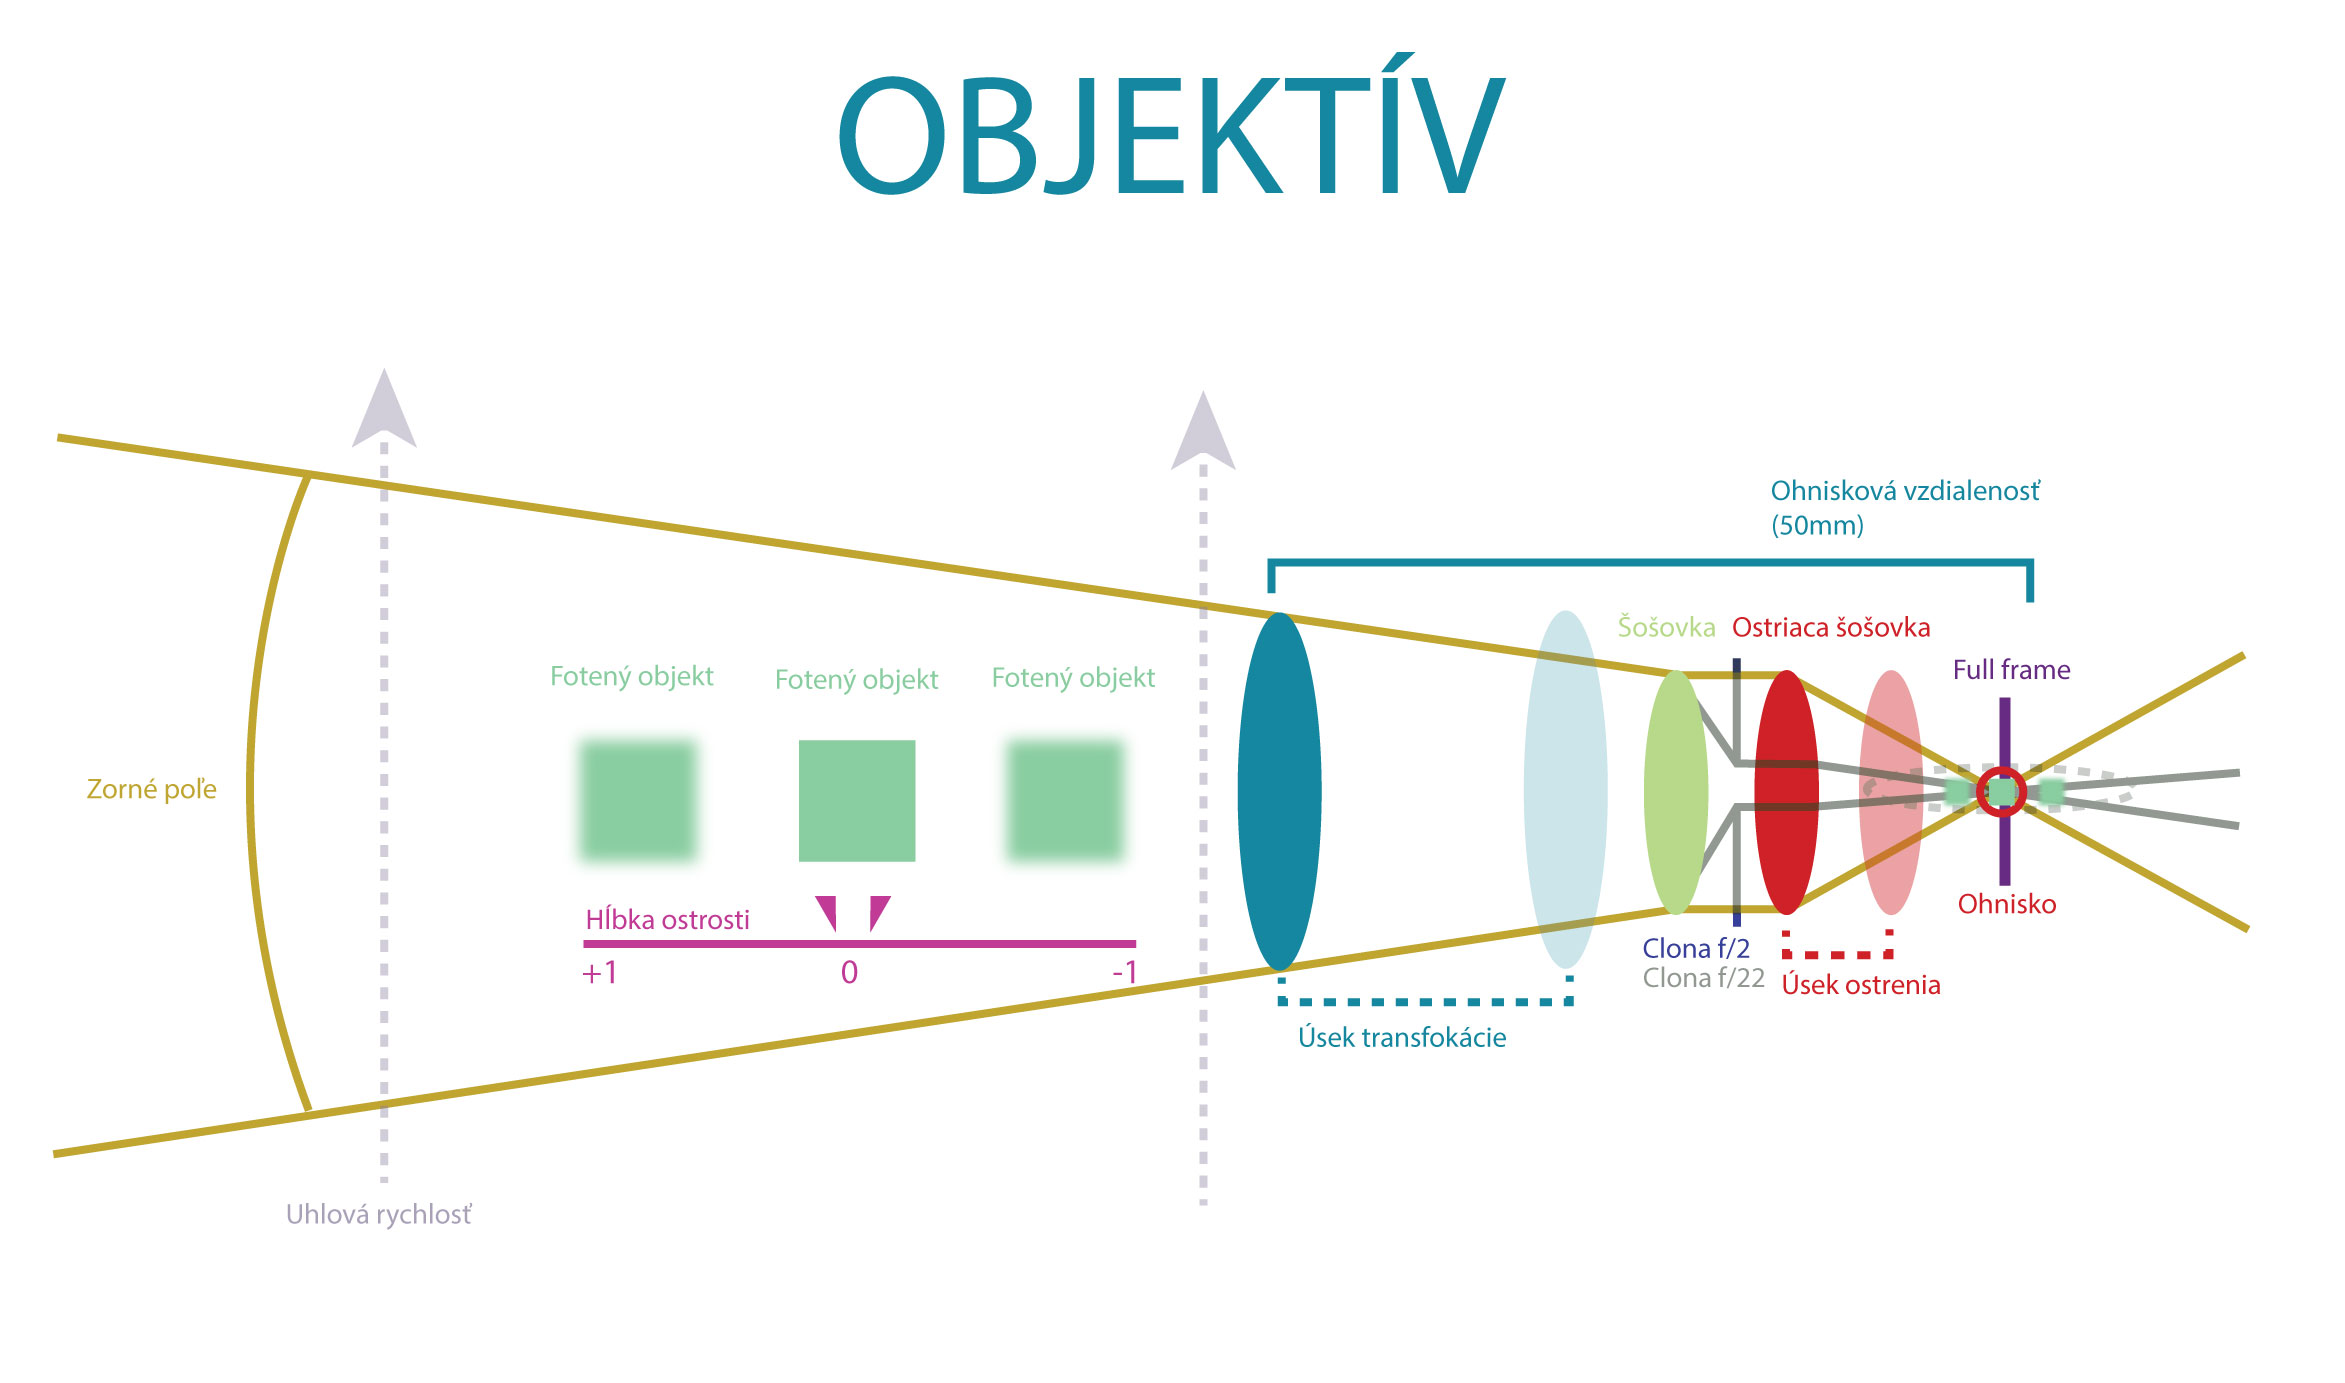 OBJEKTÍV
Ohnisková vzdialenosť
(50mm)
Šošovka
Ostriaca šošovka
Full frame
Fotený objekt
Fotený objekt
Fotený objekt
Zorné poľe
Hĺbka ostrosti
+1
0
-1
Ohnisko
Clona f/2
Clona f/22
Úsek ostrenia
Úsek transfokácie
Uhlová rychlosť